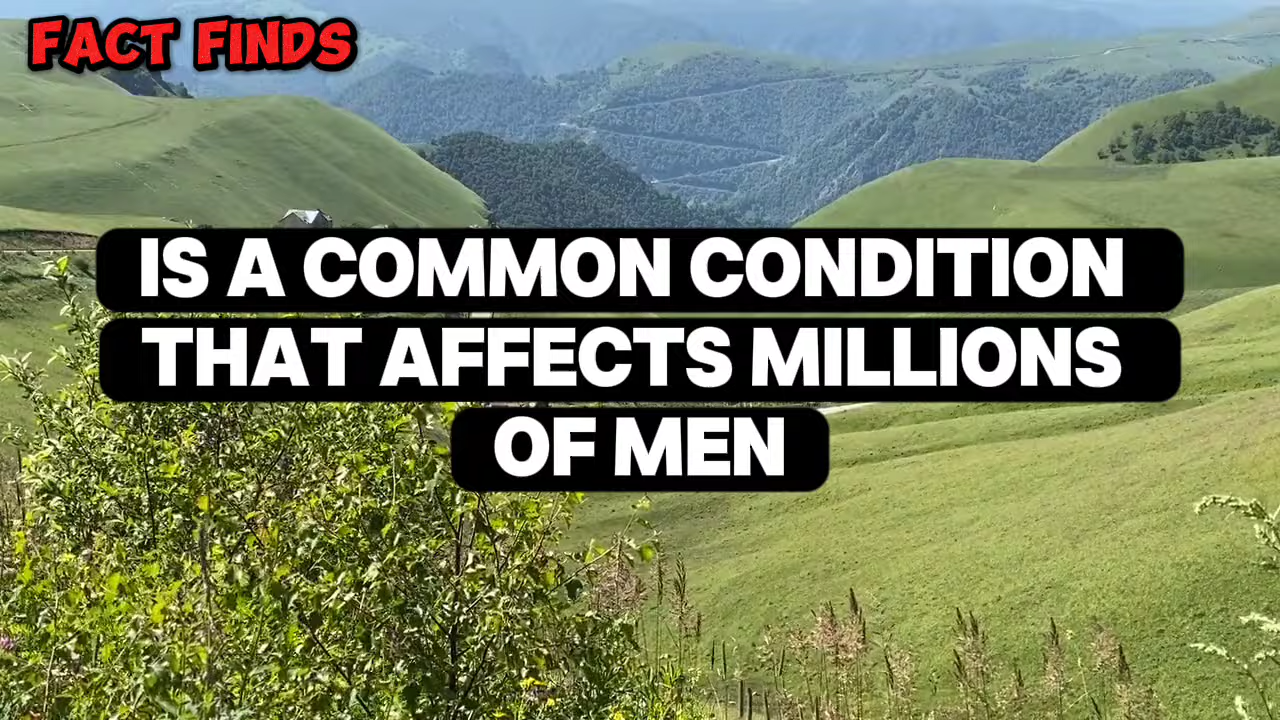 FACT FINDS
IS A COMMON CONDITION
THAT AFFECTS MILLIONS
OF MEN